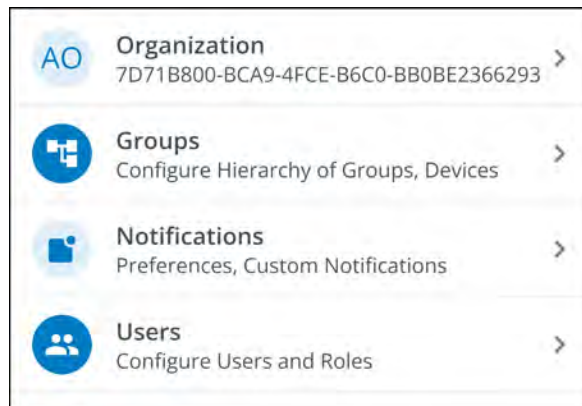 AO
Organization
7D71B800-BCA9-4FCE-B6C0-BB0BE2366293
Groups
Configure Hierarchy of Groups, Devices
Notifications
Preferences, Custom Notifications
Users
Configure Users and Roles